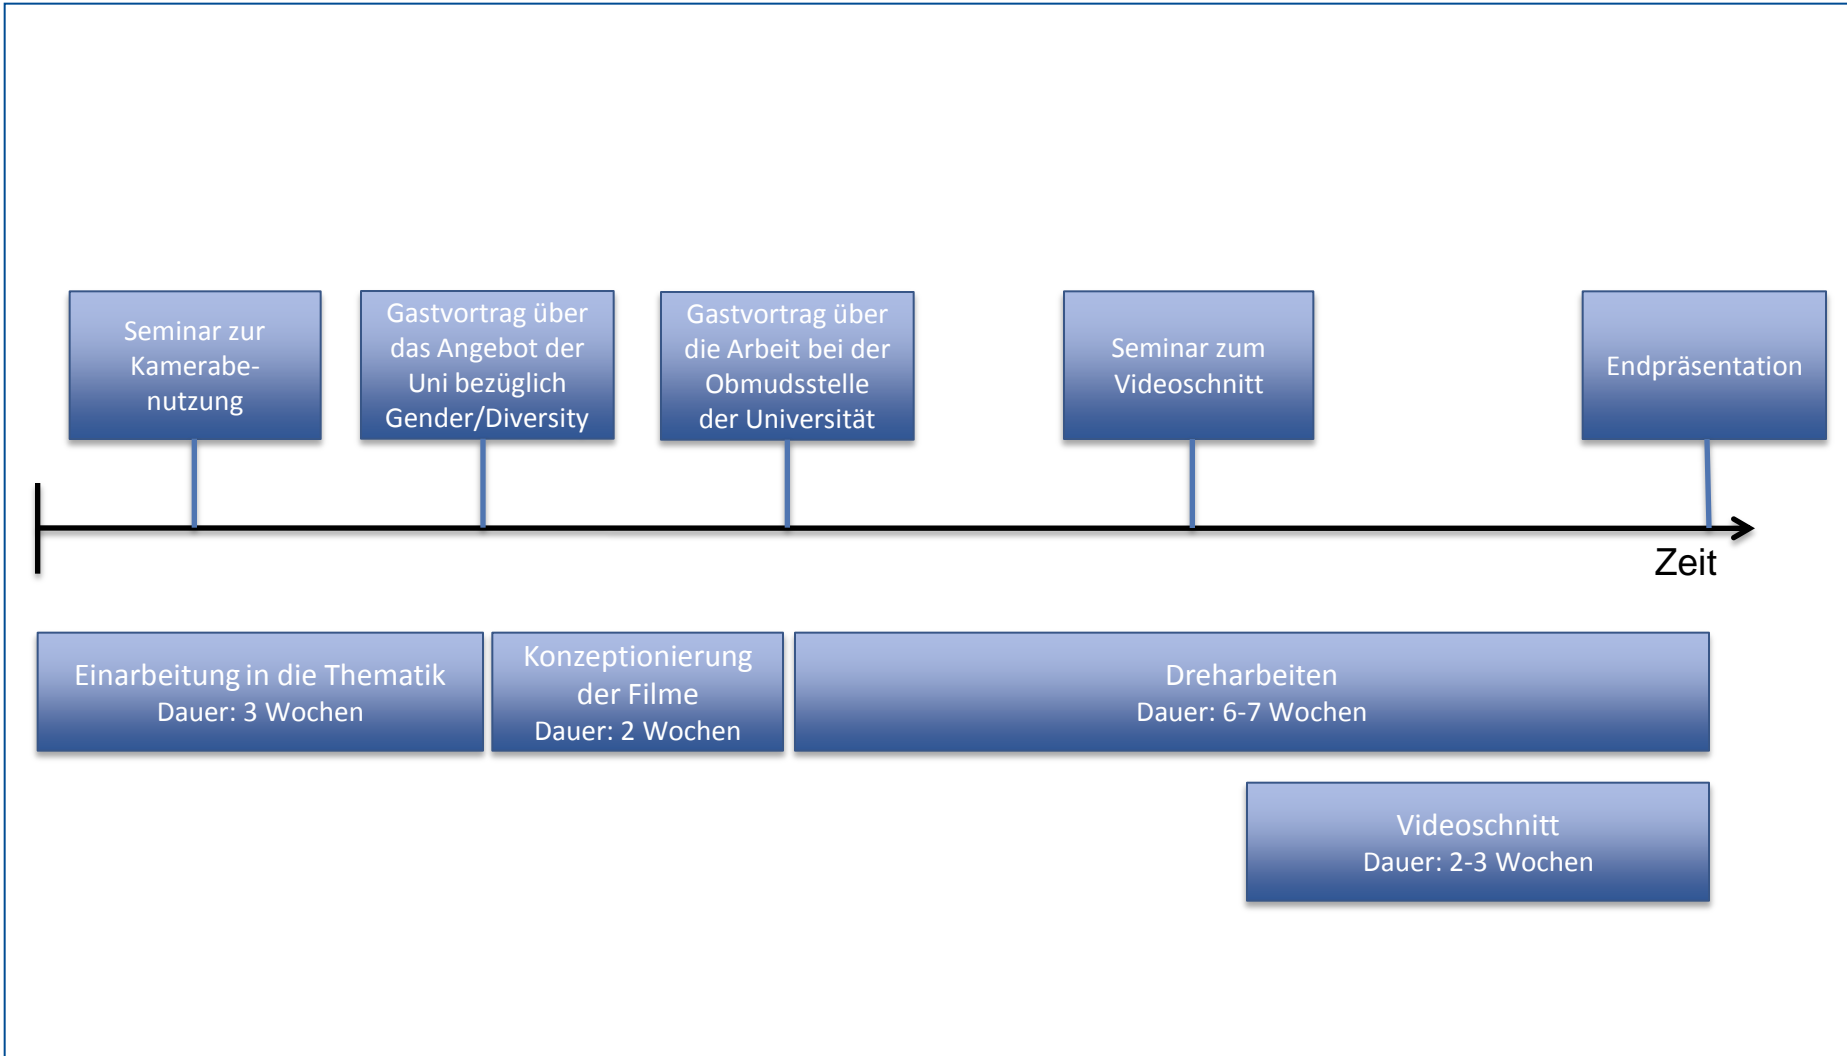 Seminar zur
Kamerabe-
nutzung
Gastvortrag über
das Angebot der
Uni bezüglich
Gender/Diversity
Gastvortrag über
die Arbeit bei der
Obmudsstelle
der Universität
Seminar zum
Videoschnitt
Endpräsentation
Zeit
Einarbeitung in die Thematik
Dauer: 3 Wochen
Konzeptionierung
der Filme
Dauer: 2 Wochen
Dreharbeiten
Dauer: 6-7 Wochen
Videoschnitt
Dauer: 2-3 Wochen